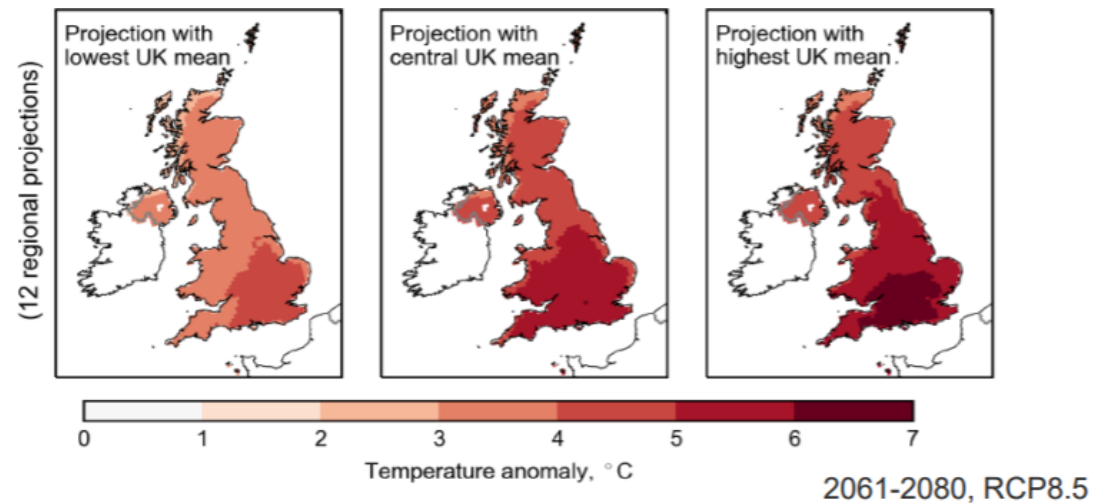 (12 regional projections)
Projection with
lowest UK mean
Projection with
central UK mean
Projection with
highest UK mean
0 1 2 3 4 5 6 7
Temperature anomaly, °C
2061-2080, RCP8.5